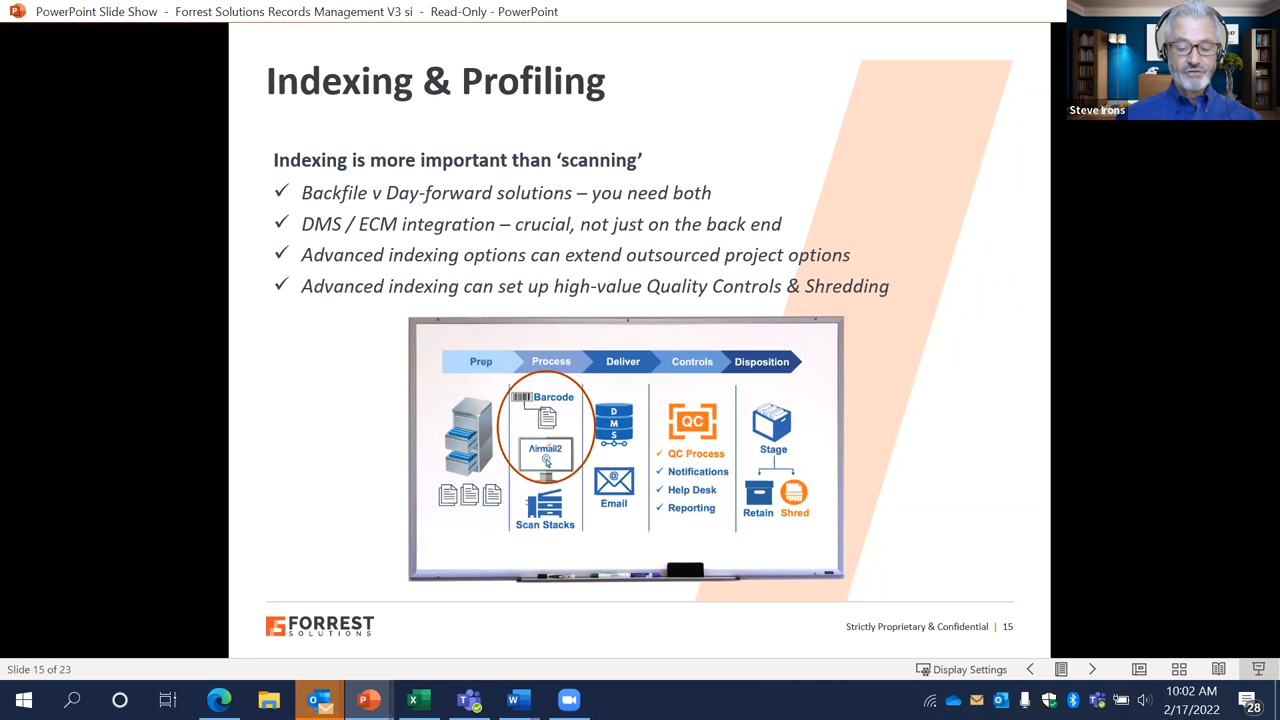 PowerPoint Slide Show - Forrest Solutions Records Management V3 si - Read-Only - PowerPoint
Steve Irons
Indexing & Profiling
Indexing is more important than ‘scanning’
✓ Backfile v Day-forward solutions – you need both
✓ DMS / ECM integration – crucial, not just on the back end
✓ Advanced indexing options can extend outsourced project options
✓ Advanced indexing can set up high-value Quality Controls & Shredding
Prep Process Deliver Controls Disposition
Barcode
Airmail2
Scan Stacks
D
M
S
@
Email
QC
✓ QC Process
✓ Notifications
✓ Help Desk
✓ Reporting
Stage
Retain Shred
FORREST
SOLUTIONS
Strictly Proprietary & Confidential | 15
Slide 15 of 23
Display Settings
10:02 AM
2/17/2022
28